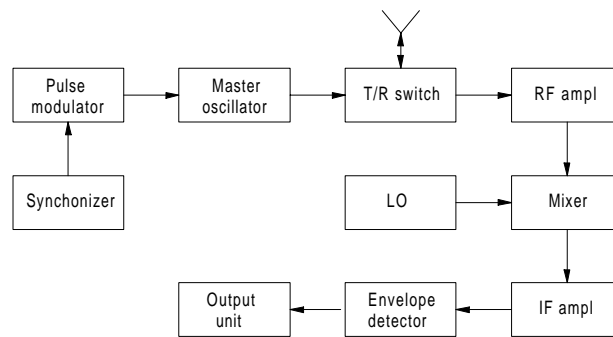 Pulse
modulator
Master
oscillator
T/R switch
RF ampl
Synchonizer
LO
Mixer
Output
unit
Envelope
detector
IF ampl